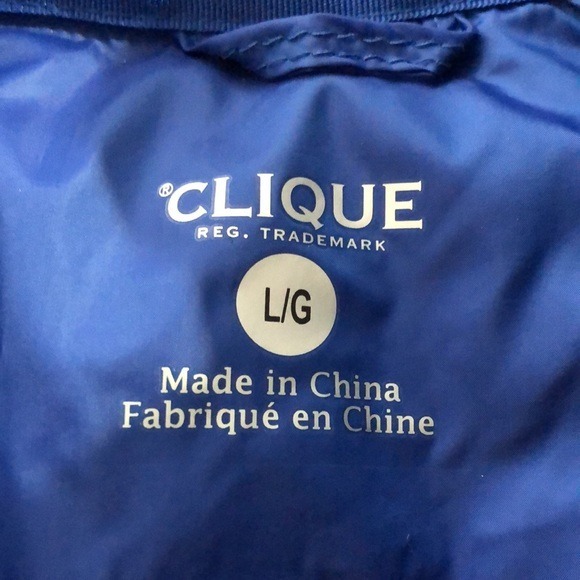 ®CLIQUE
REG. TRADEMARK
L/G
Made in China
Fabriqué en Chine